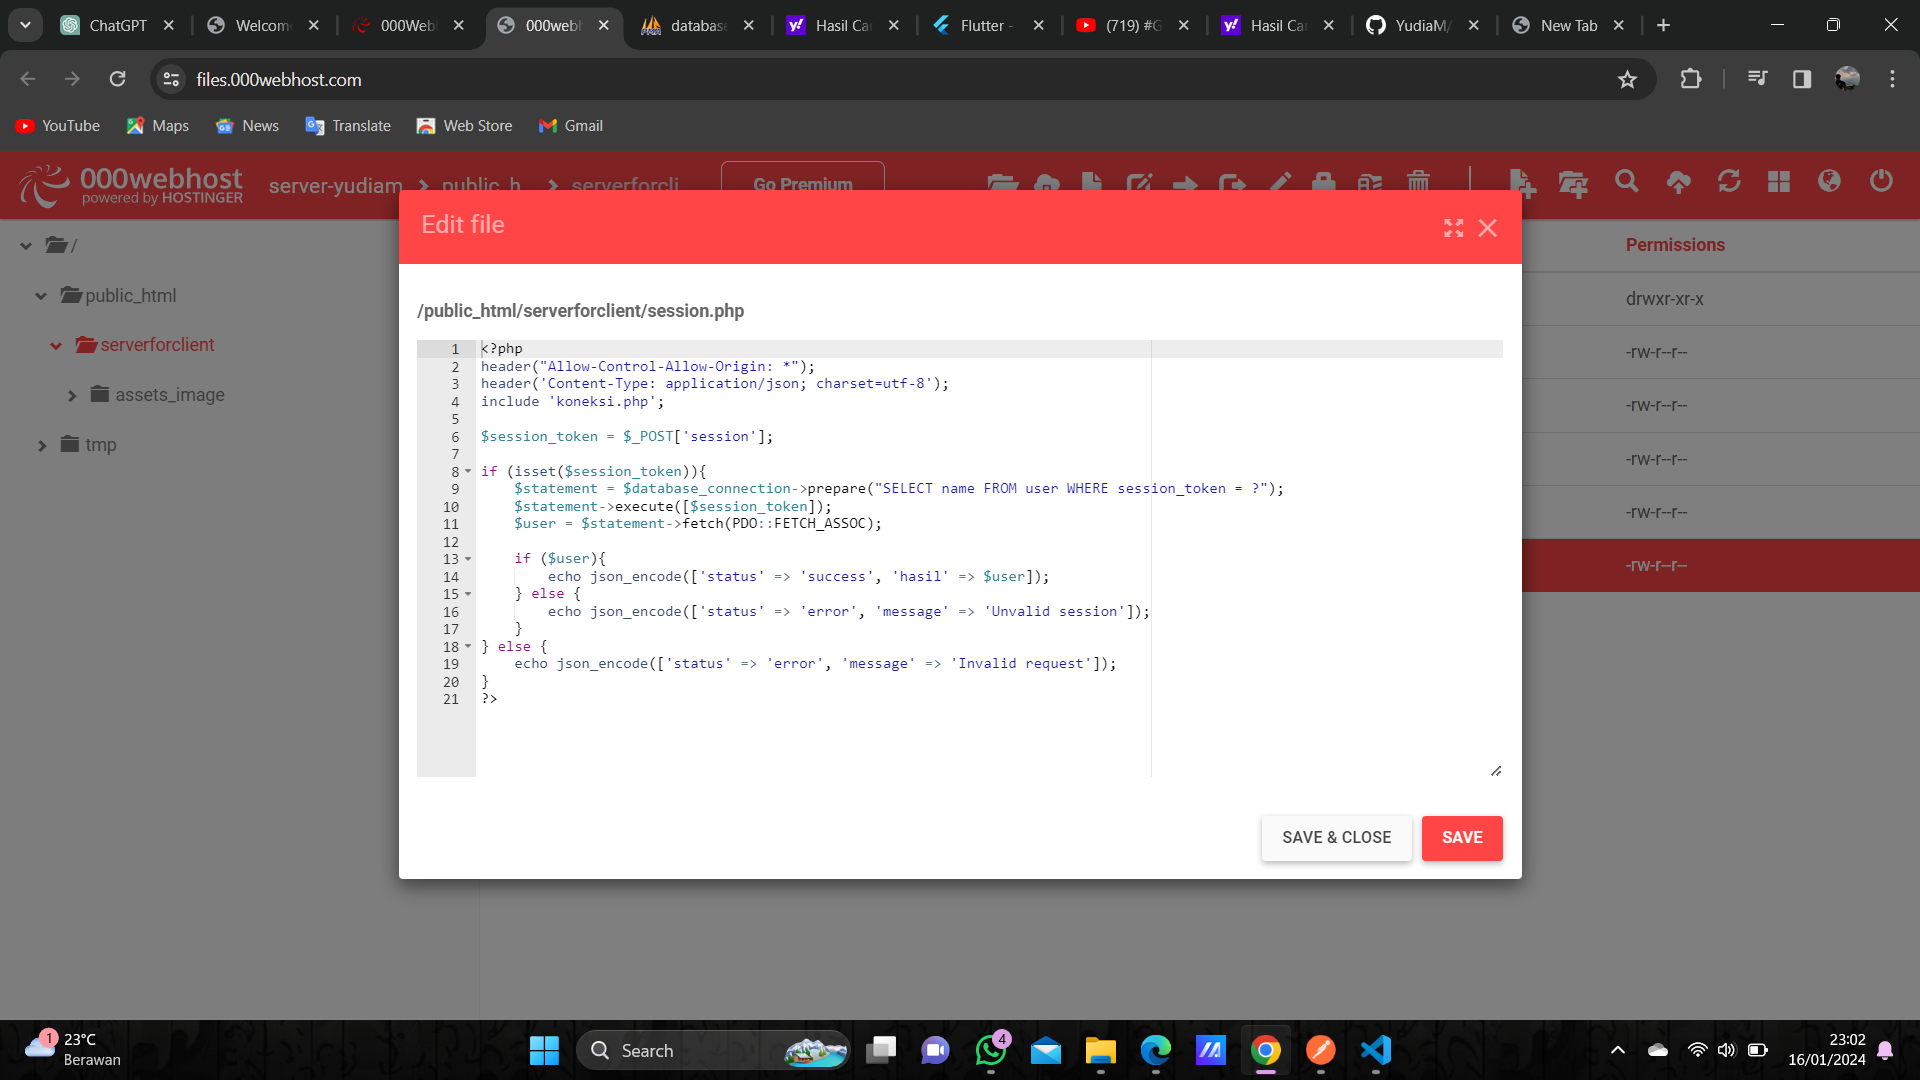 ChatGPT
Welcom
000Web
000web
databas
Hasil Ca
Flutter -
(719) #G
Hasil Ca
YudiaM/
New Tab
files.000webhost.com
YouTube
Maps
News
Translate
Web Store
Gmail
000webhost
powered by HOSTINGER
server-yudiam > public_h > serverforcli
Go Premium
Edit file
/
public_html
serverforclient
assets_image
tmp
Permissions
drwxr-xr-x
-rw-r--r--
-rw-r--r--
-rw-r--r--
-rw-r--r--
-rw-r--r--
/public_html/serverforclient/session.php
1 <?php
2 header("Allow-Control-Allow-Origin: *");
3 header('Content-Type: application/json; charset=utf-8');
4 include 'koneksi.php';
5
6 $session_token = $_POST['session'];
7
8 if (isset($session_token)){
9     $statement = $database_connection->prepare("SELECT name FROM user WHERE session_token = ?");
10     $statement->execute([$session_token]);
11     $user = $statement->fetch(PDO::FETCH_ASSOC);
12
13     if ($user){
14         echo json_encode(['status' => 'success', 'hasil' => $user]);
15     } else {
16         echo json_encode(['status' => 'error', 'message' => 'Unvalid session']);
17     }
18 } else {
19     echo json_encode(['status' => 'error', 'message' => 'Invalid request']);
20 }
21 ?>
SAVE & CLOSE
SAVE
1
23°C
Berawan
Search
4
23:02
16/01/2024